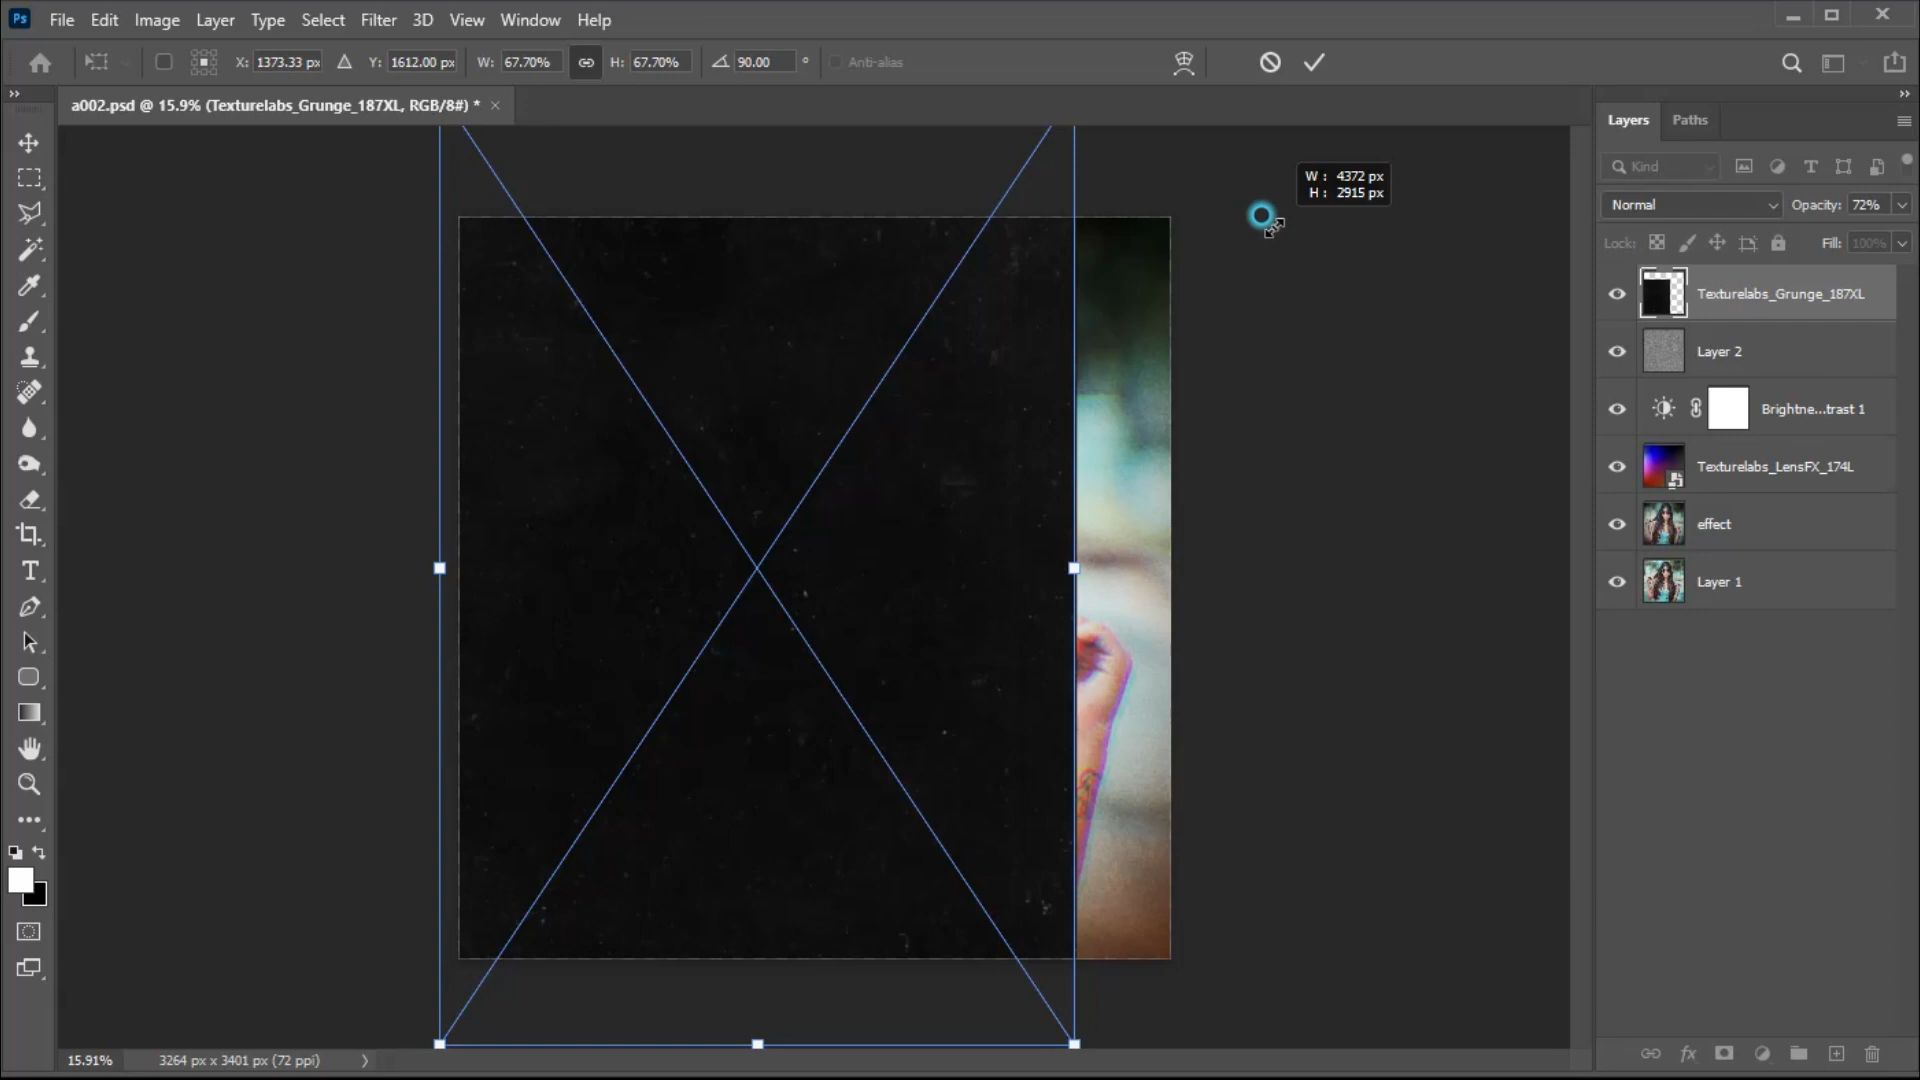 Ps File Edit Image Layer Type Select Filter 3D View Window Help
X: 1373.33 px Y: 1612.00 px W: 67.70% H: 67.70% 90.00 ° Anti-alias
a002.psd @ 15.9% (Texturelabs_Grunge_187XL, RGB/8#) * ×
Layers Paths
W : 4372 px
H : 2915 px
Kind
Normal Opacity: 72%
Lock: Fill: 100%
Texturelabs_Grunge_187XL
Layer 2
Brightne...trast 1
Texturelabs_LensFX_174L
effect
Layer 1
15.91% 3264 px x 3401 px (72 ppi)